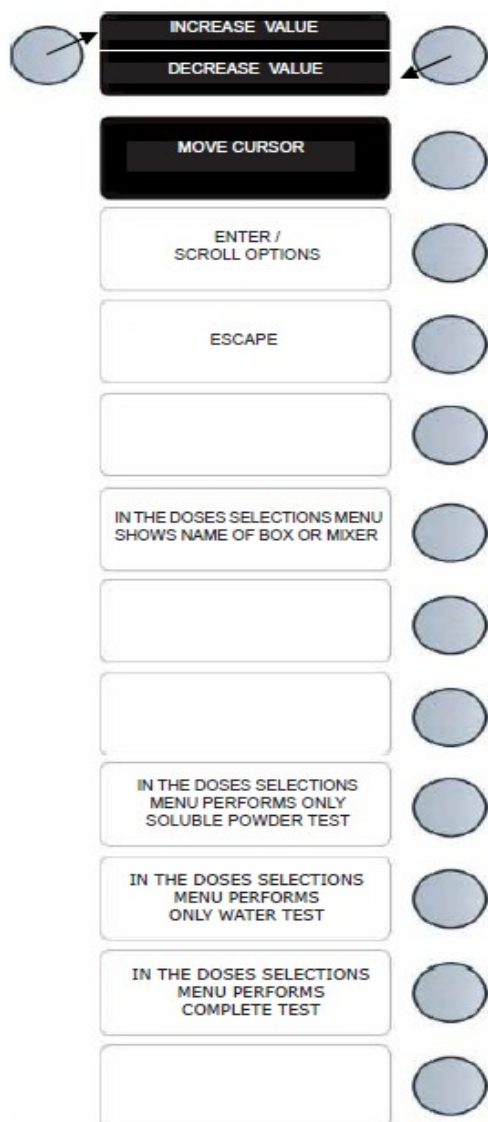 INCREASE VALUE
DECREASE VALUE
MOVE CURSOR
ENTER /
SCROLL OPTIONS
ESCAPE
IN THE DOSES SELECTIONS MENU
SHOWS NAME OF BOX OR MIXER
IN THE DOSES SELECTIONS
MENU PERFORMS ONLY
SOLUBLE POWDER TEST
IN THE DOSES SELECTIONS
MENU PERFORMS
ONLY WATER TEST
IN THE DOSES SELECTIONS
MENU PERFORMS
COMPLETE TEST